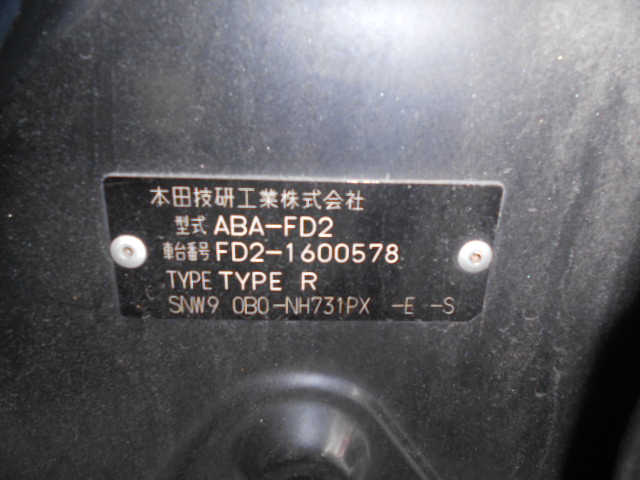 本田技研工業株式会社
型式 ABA-FD2
車台番号 FD2-1600578
TYPE TYPE R
SNW9 0B0-NH731PX -E -S